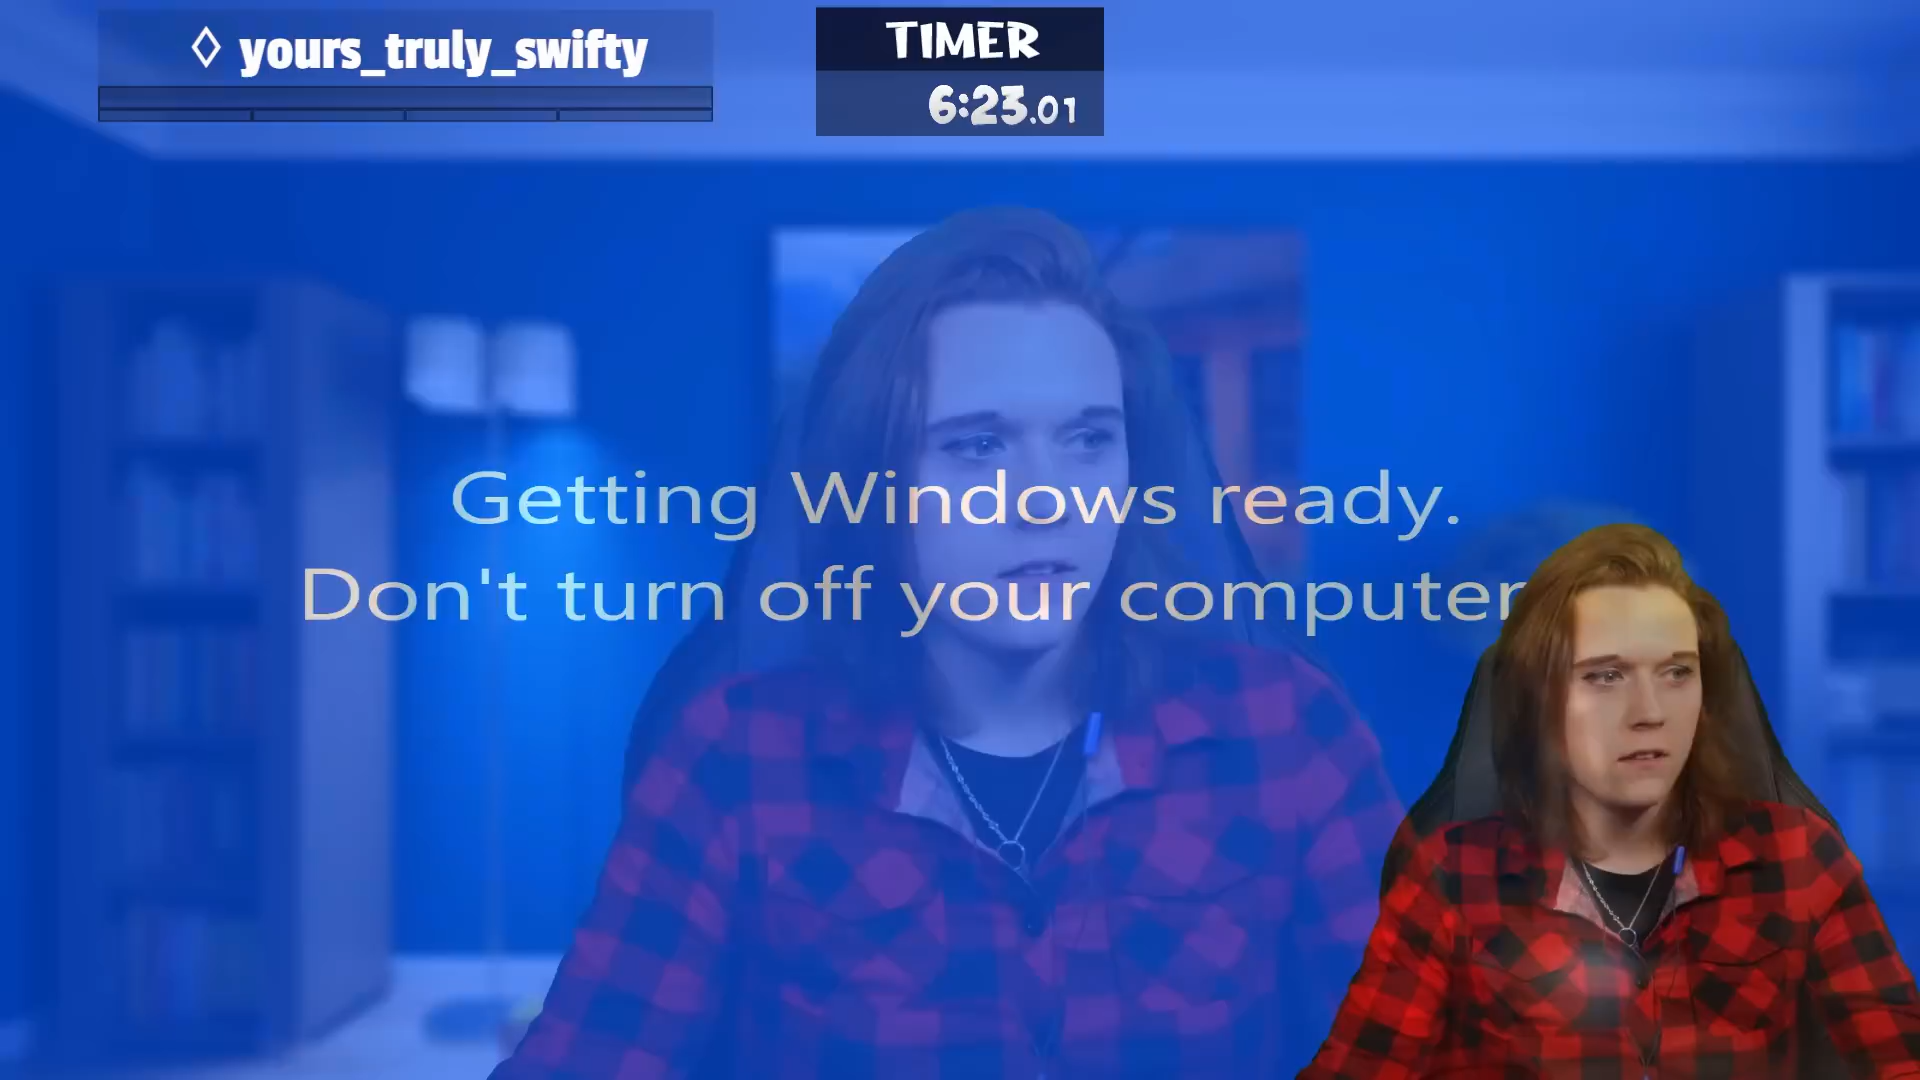 yours_truly_swifty
TIMER
6:23.01
Getting Windows ready.
Don't turn off your computer